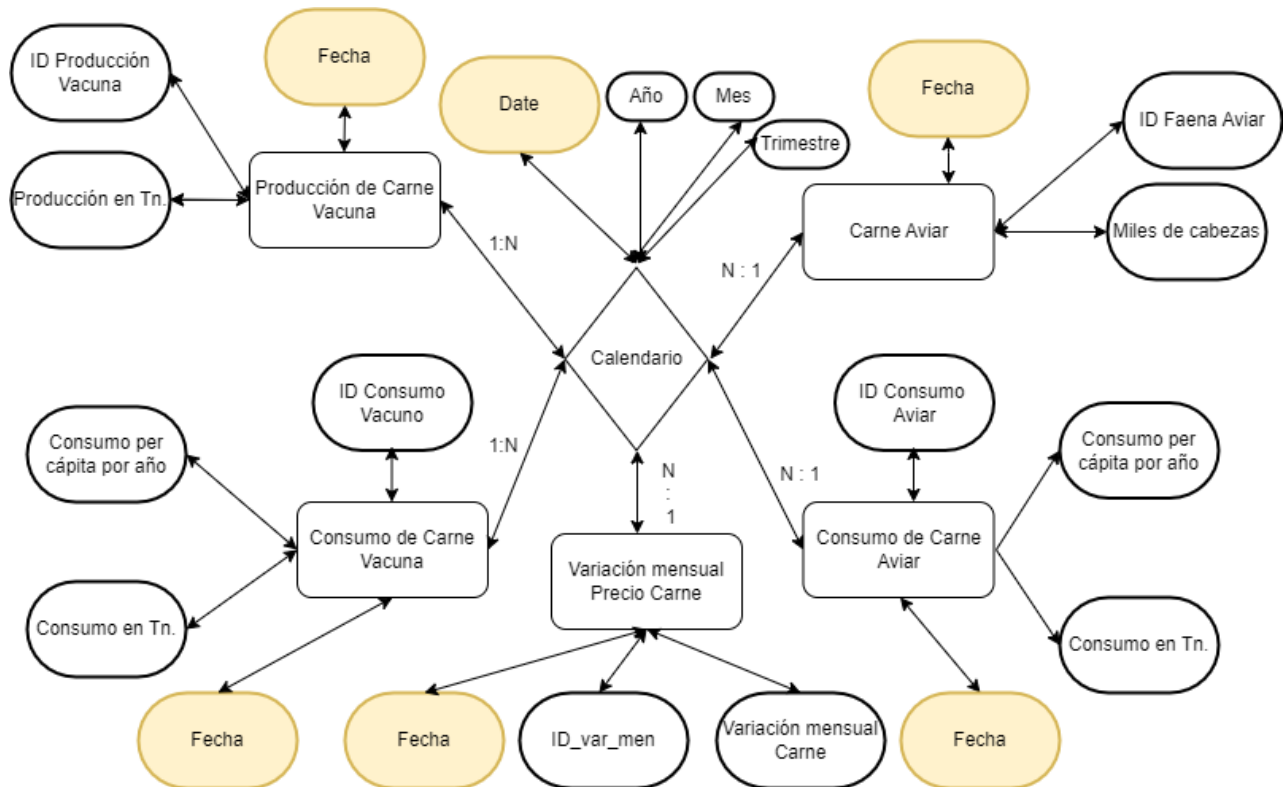 ID Producción
Vacuna
Fecha
Date
Año
Mes
Trimestre
Fecha
ID Faena Aviar
Producción en Tn.
Producción de Carne
Vacuna
Carne Aviar
Miles de cabezas
1:N
N : 1
Calendario
ID Consumo
Vacuno
ID Consumo
Aviar
Consumo per
cápita por año
Consumo per
cápita por año
1:N
N
:
1
N : 1
Consumo de Carne
Vacuna
Variación mensual
Precio Carne
Consumo de Carne
Aviar
Consumo en Tn.
Consumo en Tn.
Fecha
Fecha
ID_var_men
Variación mensual
Carne
Fecha